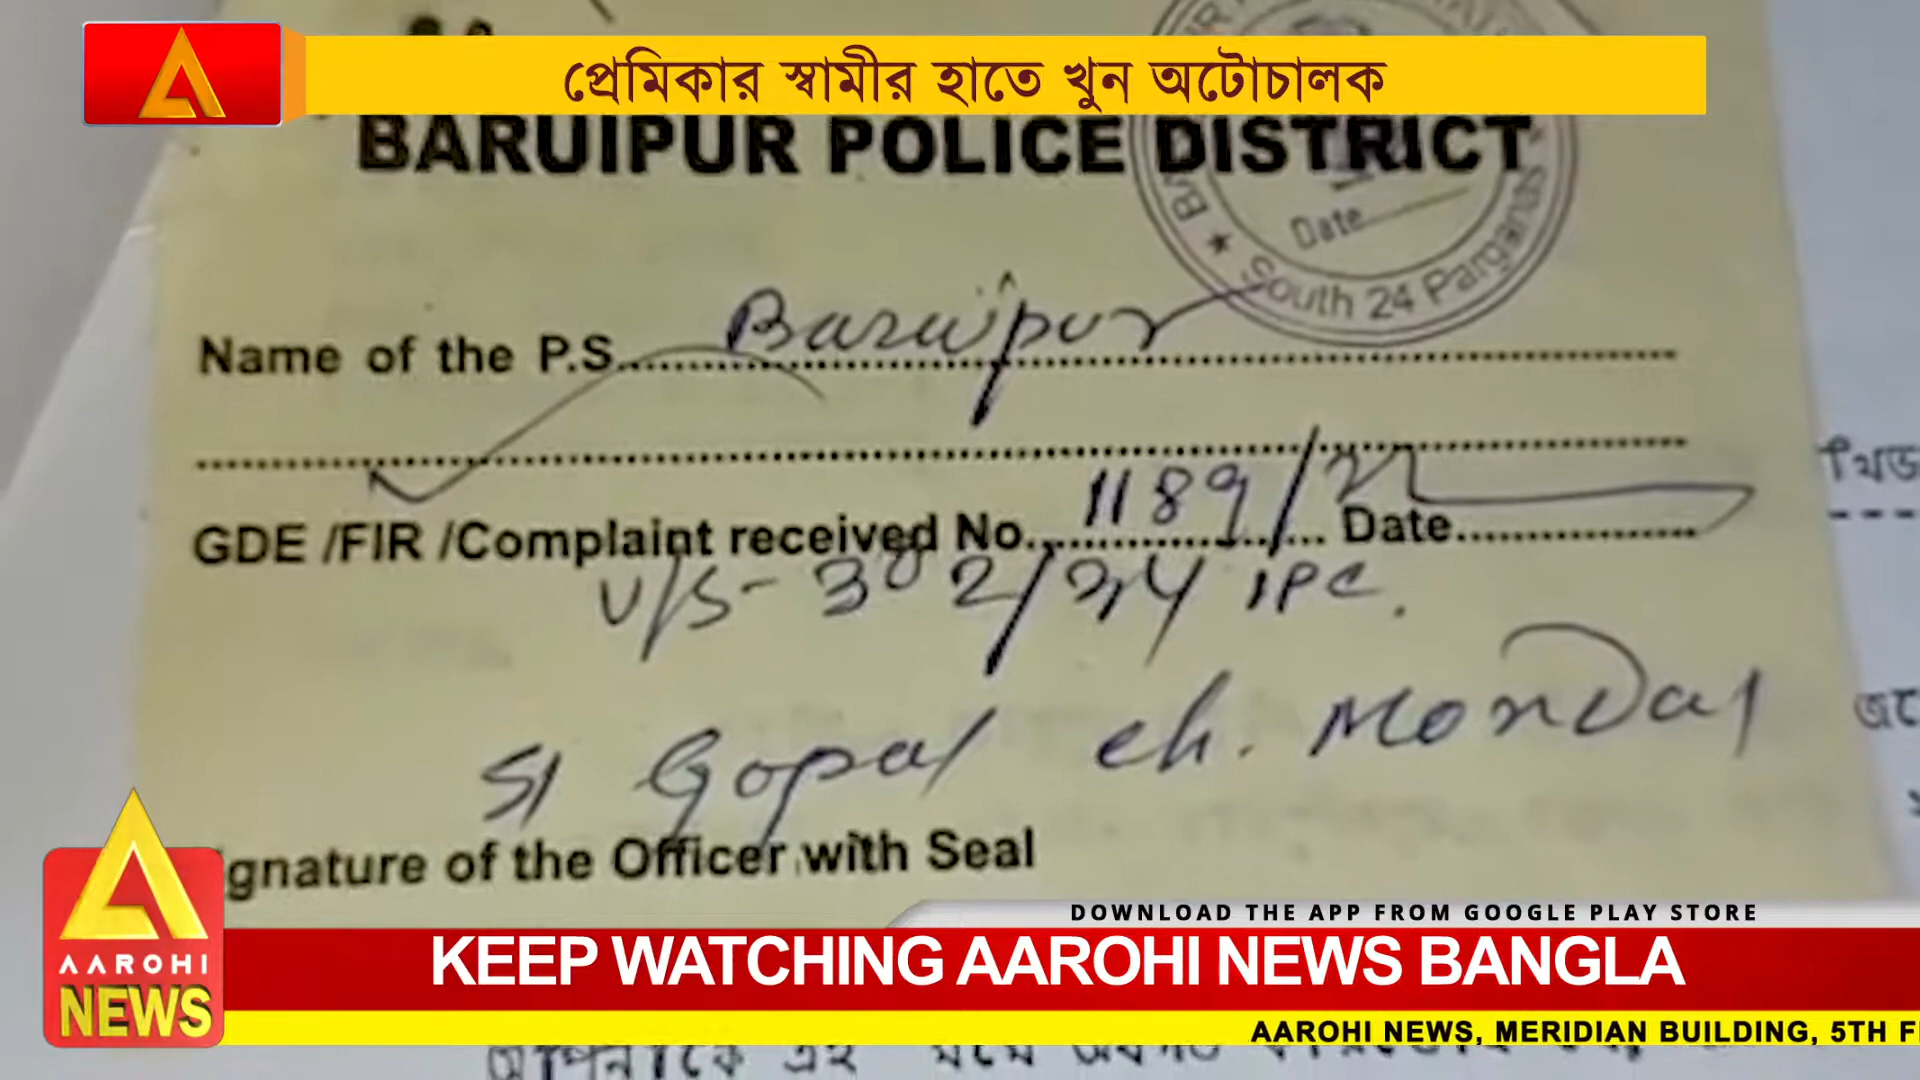 প্রেমিকার স্বামীর হাতে খুন অটোচালক
BARUIPUR POLICE DISTRICT
Date
South 24 Parganas
Name of the P.S. Baruipur
GDE /FIR /Complaint received No. 1189/21 Date
U/S- 302/34 IPC.
SI Gopal ch. Mondal
ignature of the Officer with Seal
DOWNLOAD THE APP FROM GOOGLE PLAY STORE
KEEP WATCHING AAROHI NEWS BANGLA
AAROHI
NEWS
AAROHI NEWS, MERIDIAN BUILDING, 5TH F